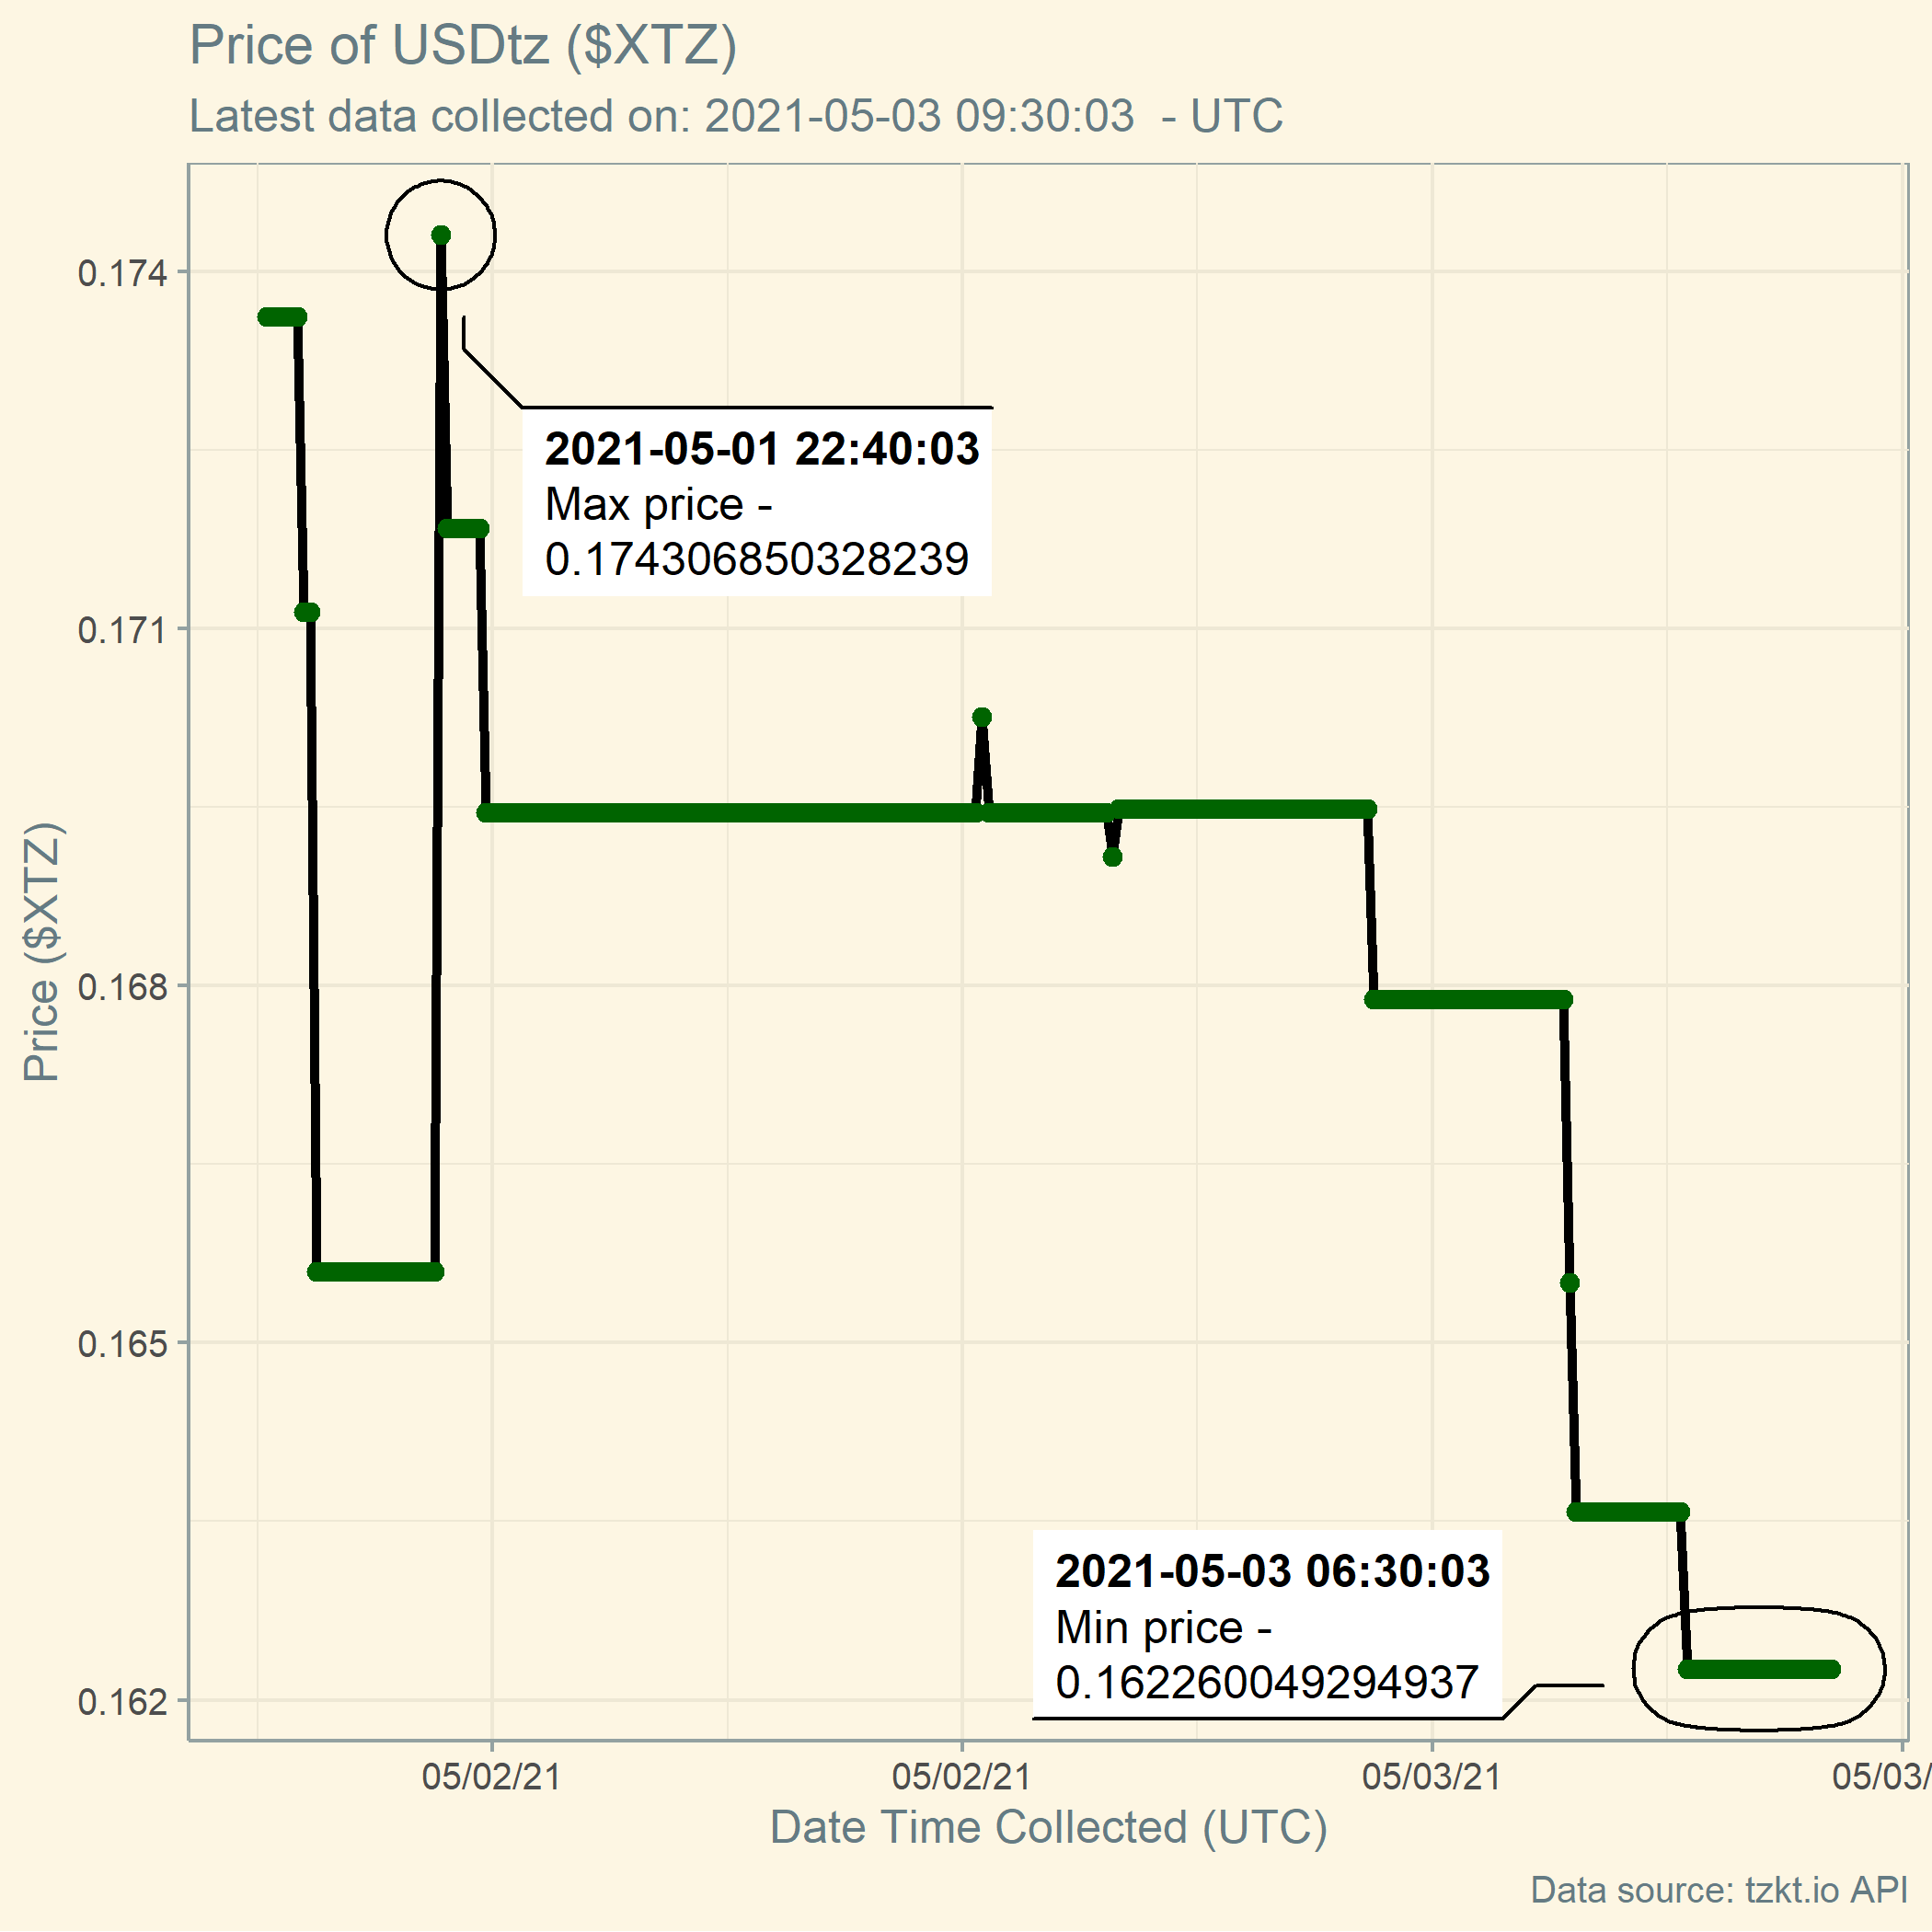 Price of USDtz ($XTZ)
Latest data collected on: 2021-05-03 09:30:03  - UTC
0.174
0.171
0.168
0.165
0.162
Price ($XTZ)
2021-05-01 22:40:03
Max price -
0.174306850328239
2021-05-03 06:30:03
Min price -
0.162260049294937
05/02/21
05/02/21
05/03/21
05/03/
Date Time Collected (UTC)
Data source: tzkt.io API